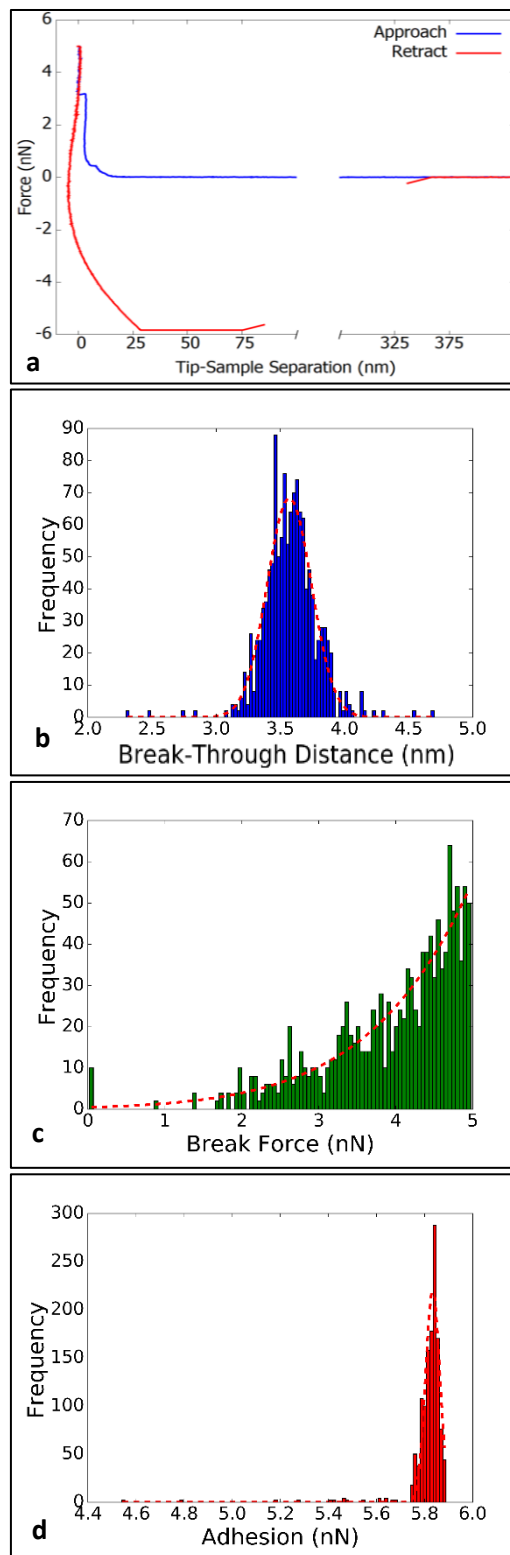 Approach
Retract
6
4
2
0
-2
-4
-6
Force (nN)
0 25 50 75 325 375
Tip-Sample Separation (nm)
a
90
80
70
60
50
40
30
20
10
0
Frequency
2.0 2.5 3.0 3.5 4.0 4.5 5.0
Break-Through Distance (nm)
b
70
60
50
40
30
20
10
0
Frequency
0 1 2 3 4 5
Break Force (nN)
c
300
250
200
150
100
50
0
Frequency
4.4 4.6 4.8 5.0 5.2 5.4 5.6 5.8 6.0
Adhesion (nN)
d